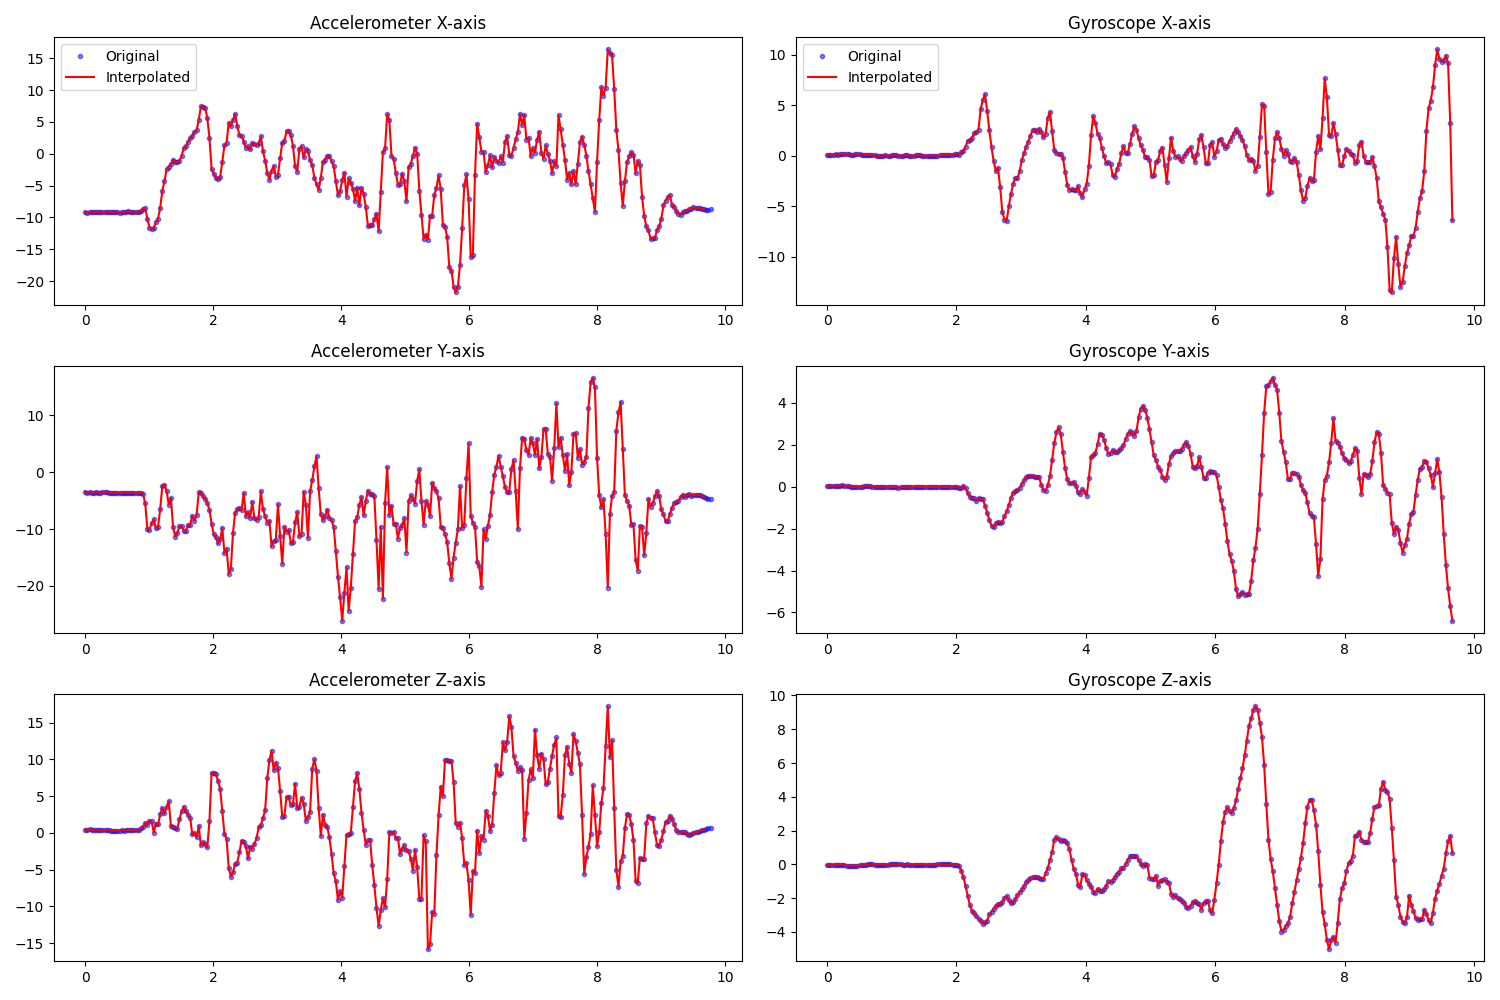 Accelerometer X-axis
Original
Interpolated
15
10
5
0
−5
−10
−15
−20
0 2 4 6 8 10
Gyroscope X-axis
Original
Interpolated
10
5
0
−5
−10
0 2 4 6 8 10
Accelerometer Y-axis
10
0
−10
−20
0 2 4 6 8 10
Gyroscope Y-axis
4
2
0
−2
−4
−6
0 2 4 6 8 10
Accelerometer Z-axis
15
10
5
0
−5
−10
−15
0 2 4 6 8 10
Gyroscope Z-axis
10
8
6
4
2
0
−2
−4
0 2 4 6 8 10